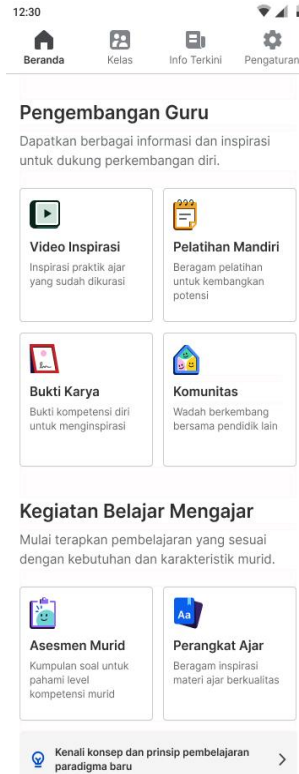 12:30
Beranda Kelas Info Terkini Pengaturan
Pengembangan Guru
Dapatkan berbagai informasi dan inspirasi
untuk dukung perkembangan diri.
Video Inspirasi
Inspirasi praktik ajar
yang sudah dikurasi
Pelatihan Mandiri
Beragam pelatihan
untuk kembangkan
potensi
Bukti Karya
Bukti kompetensi diri
untuk menginspirasi
Komunitas
Wadah berkembang
bersama pendidik lain
Kegiatan Belajar Mengajar
Mulai terapkan pembelajaran yang sesuai
dengan kebutuhan dan karakteristik murid.
Asesmen Murid
Kumpulan soal untuk
pahami level
kompetensi murid
Aa
Perangkat Ajar
Beragam inspirasi
materi ajar berkualitas
Kenali konsep dan prinsip pembelajaran
paradigma baru